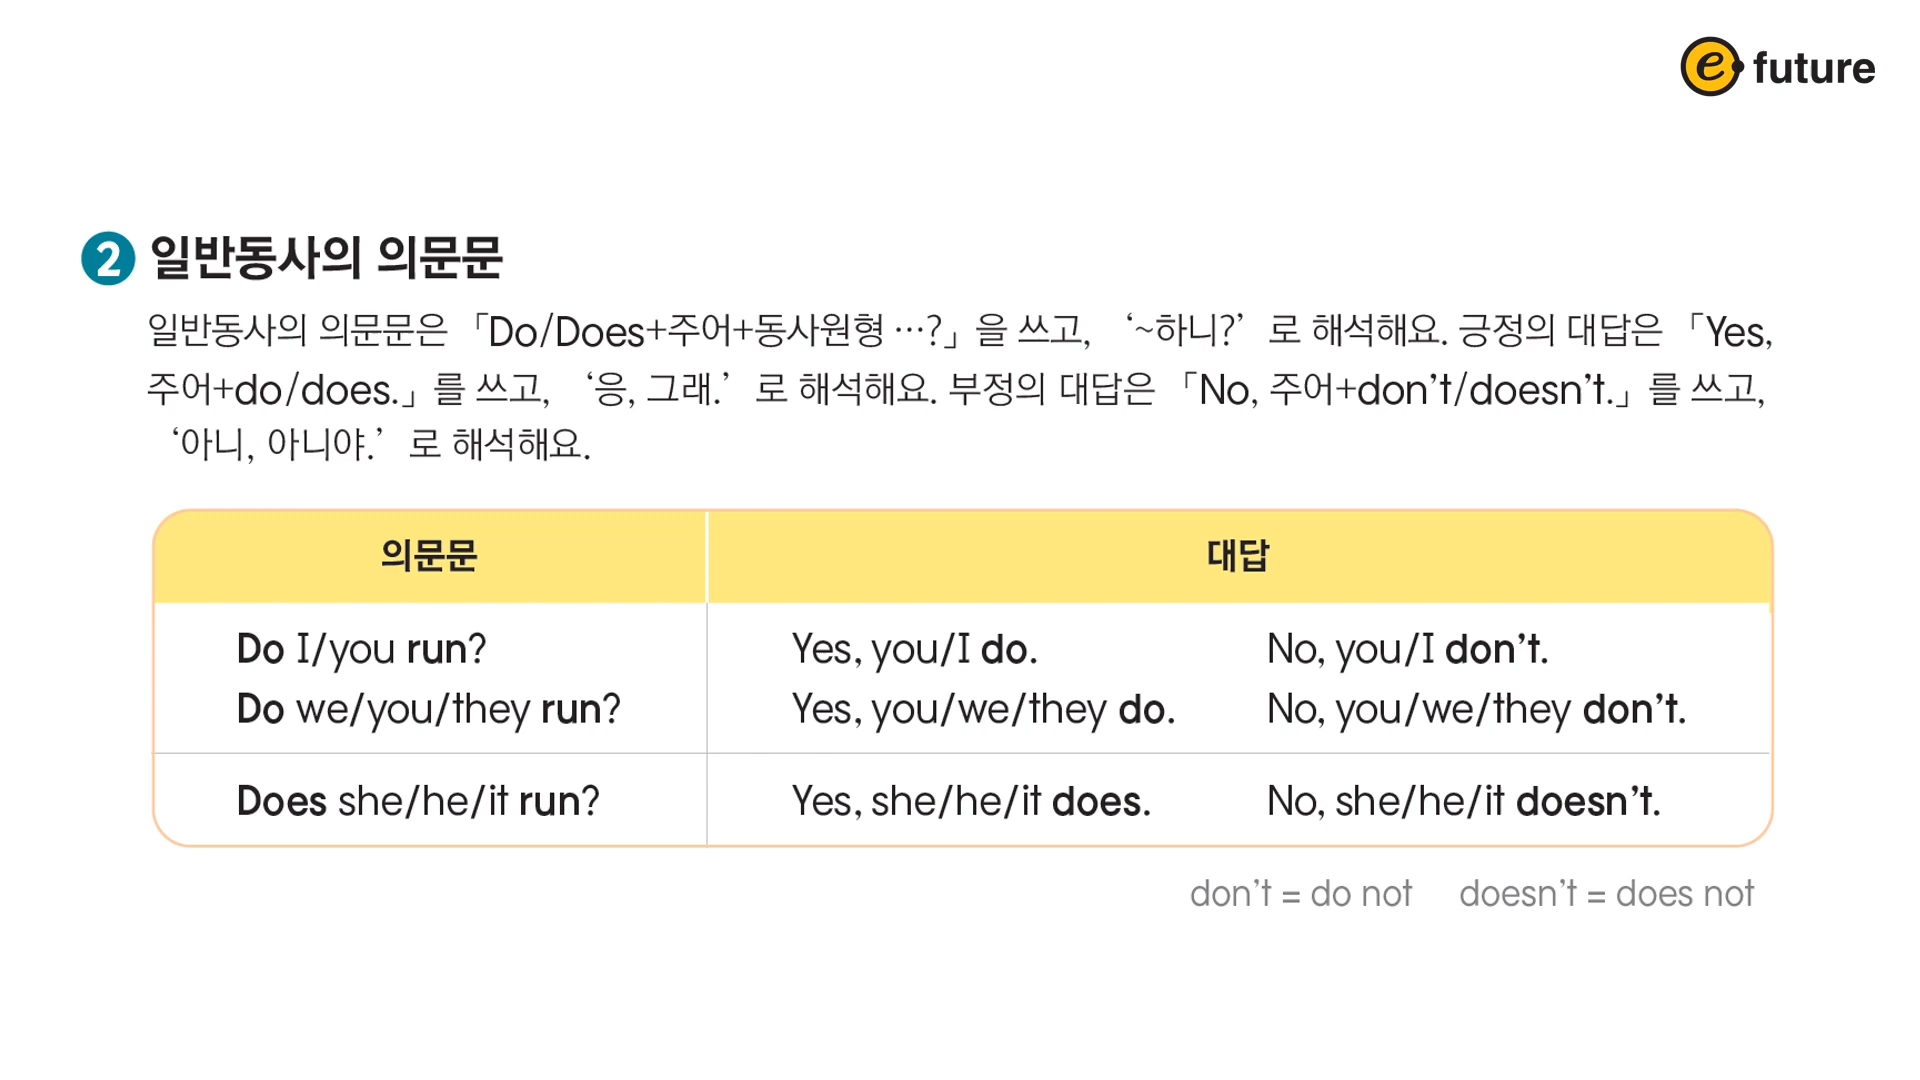 e future
2 일반동사의 의문문
일반동사의 의문문은 「Do/Does+주어+동사원형 …?」을 쓰고, ‘~하니?’ 로 해석해요. 긍정의 대답은 「Yes,
주어+do/does.」를 쓰고, ‘응, 그래.’ 로 해석해요. 부정의 대답은 「No, 주어+don’t/doesn’t.」를 쓰고,
‘아니, 아니야.’ 로 해석해요.
의문문 대답
Do I/you run? Yes, you/I do. No, you/I don’t.
Do we/you/they run? Yes, you/we/they do. No, you/we/they don’t.
Does she/he/it run? Yes, she/he/it does. No, she/he/it doesn’t.
don’t = do not doesn’t = does not